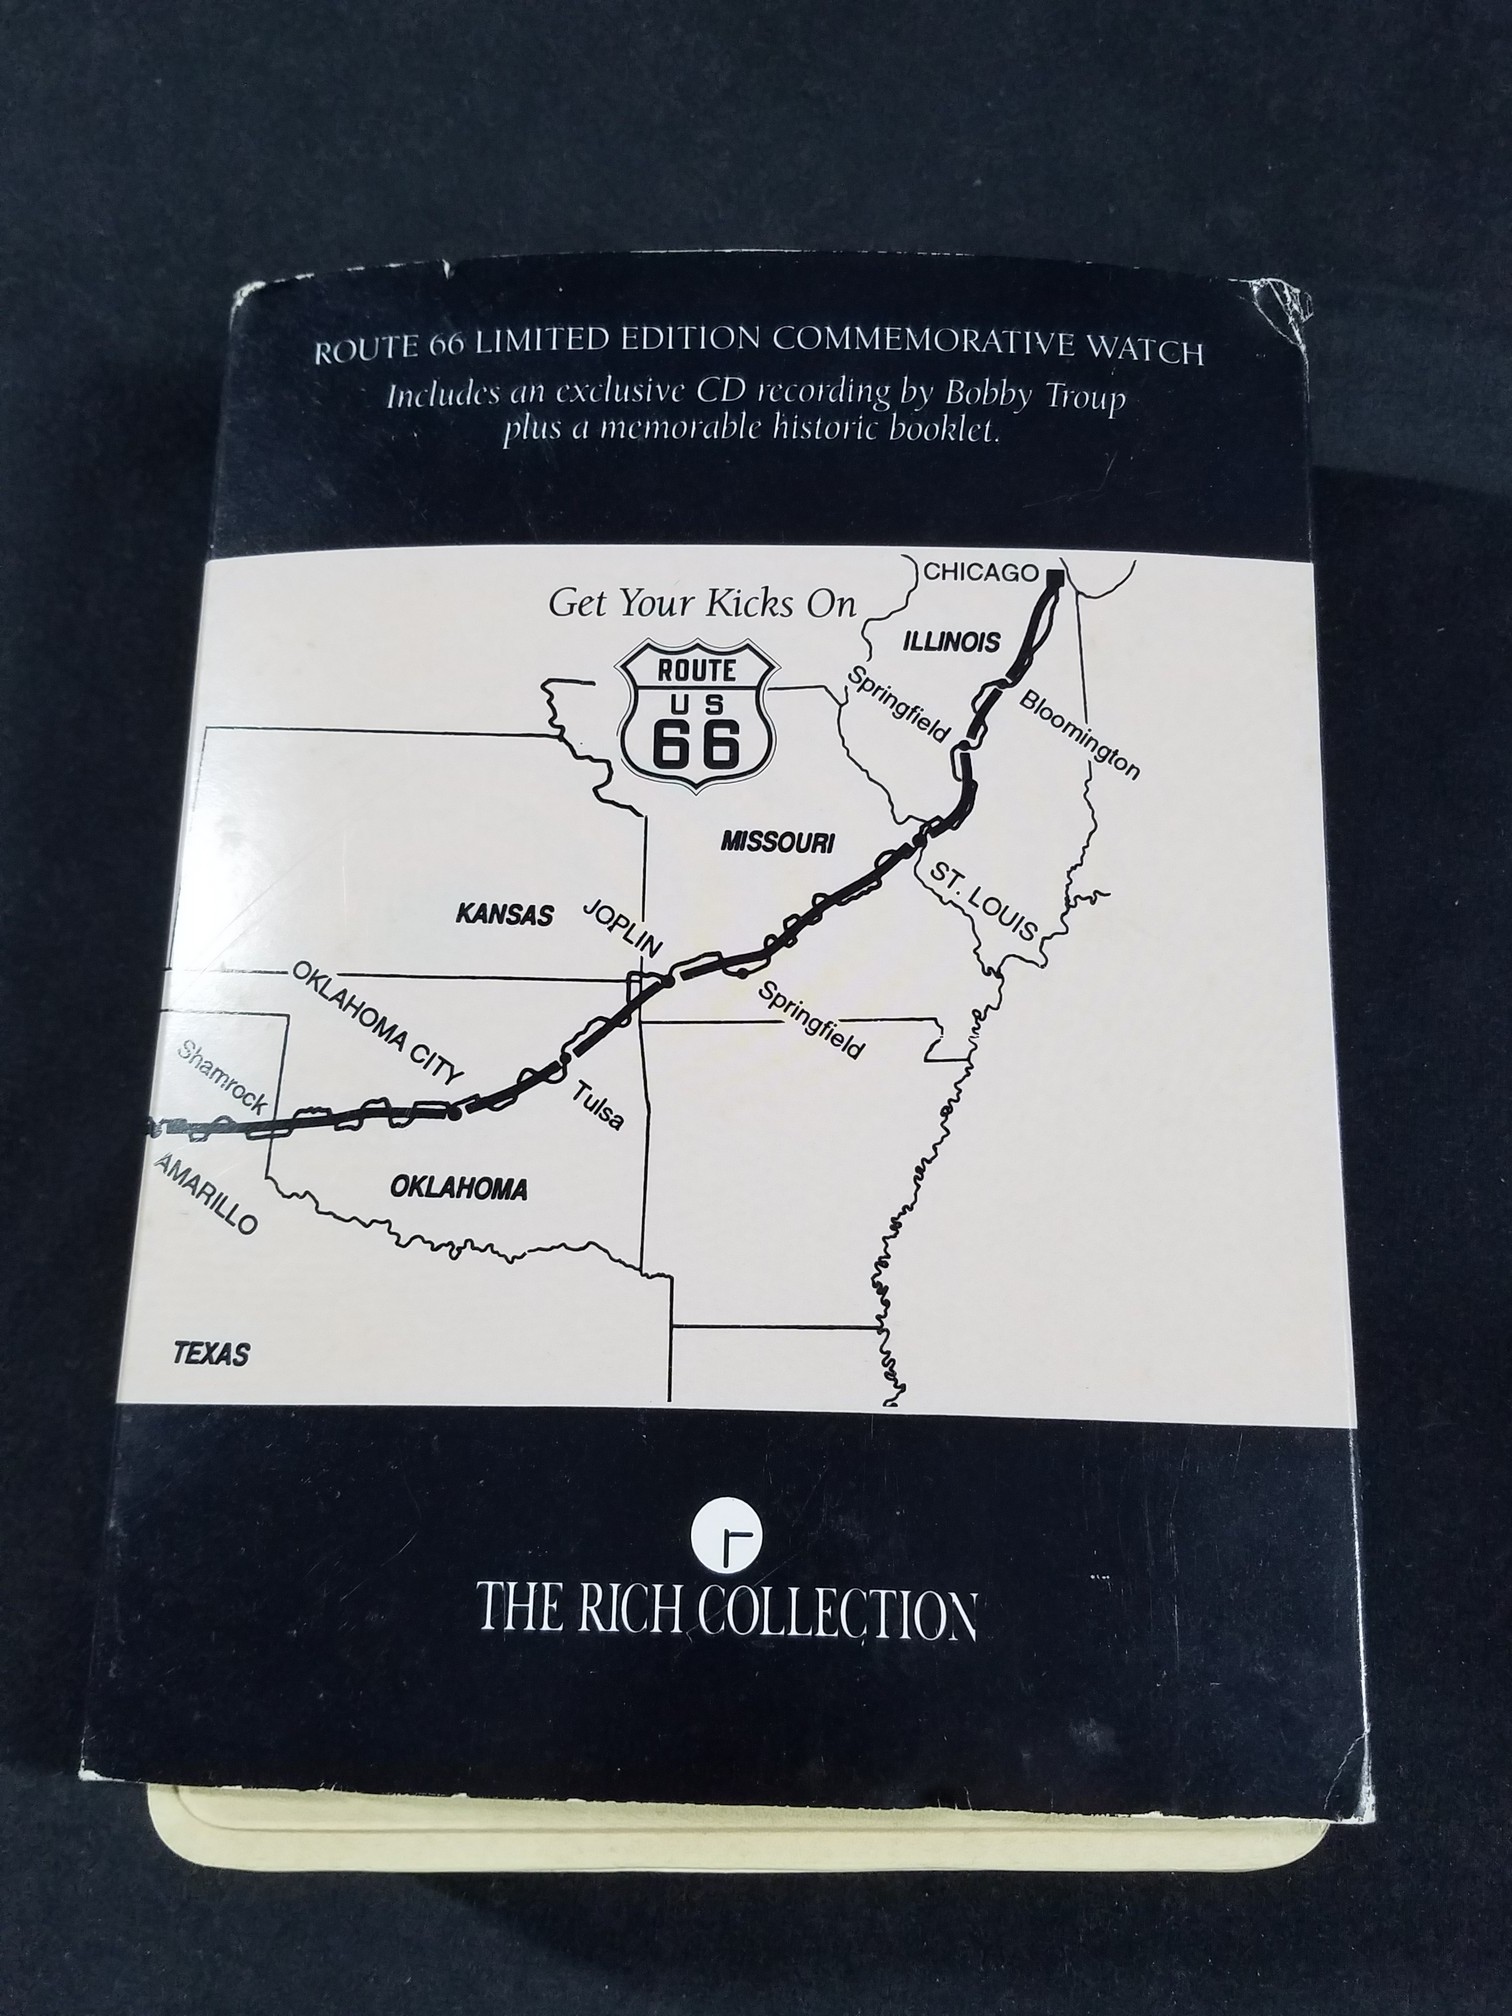 ROUTE 66 LIMITED EDITION COMMEMORATIVE WATCH
Includes an exclusive CD recording by Bobby Troup
plus a memorable historic booklet.
CHICAGO
Get Your Kicks On
ILLINOIS
ROUTE
US
66
Springfield
Bloomington
MISSOURI
ST. LOUIS
KANSAS
JOPLIN
Springfield
OKLAHOMA CITY
Shamrock
Tulsa
AMARILLO
OKLAHOMA
TEXAS
r
THE RICH COLLECTION